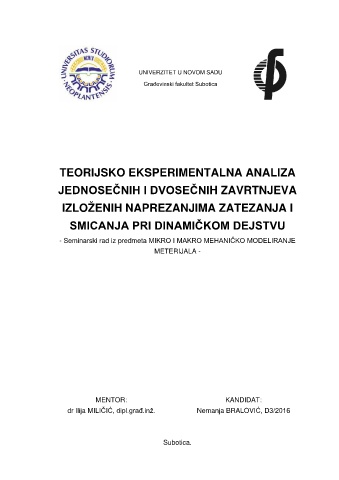 UNIVERSITAS STUDIORUM
NEOPLANTENSIS
UNIVERZITET U NOVOM SADU
Građevinski fakultet Subotica
TEORIJSKO EKSPERIMENTALNA ANALIZA
JEDNOSEČNIH I DVOSEČNIH ZAVRTNJEVA
IZLOŽENIH NAPREZANJIMA ZATEZANJA I
SMICANJA PRI DINAMIČKOM DEJSTVU
- Seminarski rad iz predmeta MIKRO I MAKRO MEHANIČKO MODELIRANJE
METERIJALA -
MENTOR:
dr Ilija MILIČIĆ, dipl.građ.inž.
KANDIDAT:
Nemanja BRALOVIĆ, D3/2016
Subotica.